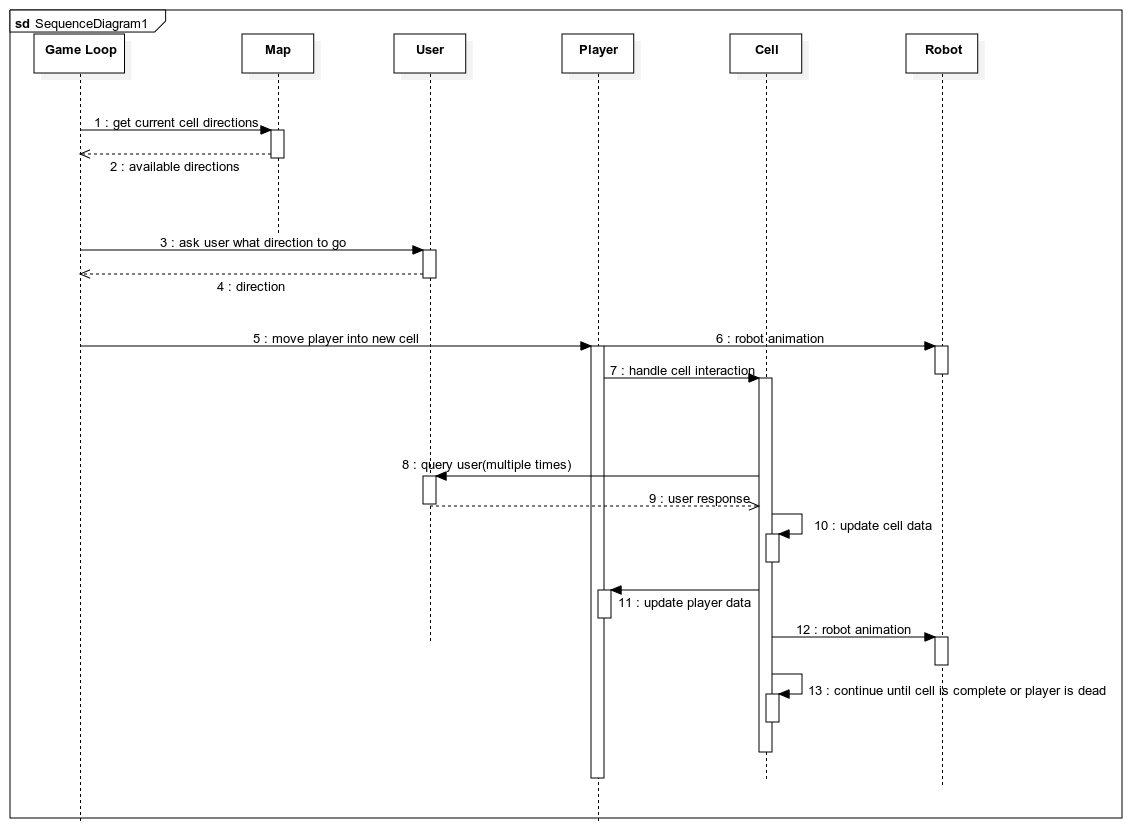 sd SequenceDiagram1
Game Loop
Map
User
Player
Cell
Robot
1 : get current cell directions
2 : available directions
3 : ask user what direction to go
4 : direction
5 : move player into new cell
6 : robot animation
7 : handle cell interaction
8 : query user(multiple times)
9 : user response
10 : update cell data
11 : update player data
12 : robot animation
13 : continue until cell is complete or player is dead